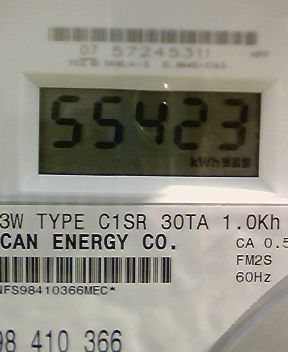 07 57245311
55423
kWh
3W TYPE C1SR 30TA 1.0Kh
CAN ENERGY CO.
CA 0.5
FM2S
60Hz
NFS98410366MEC*
98 410 366